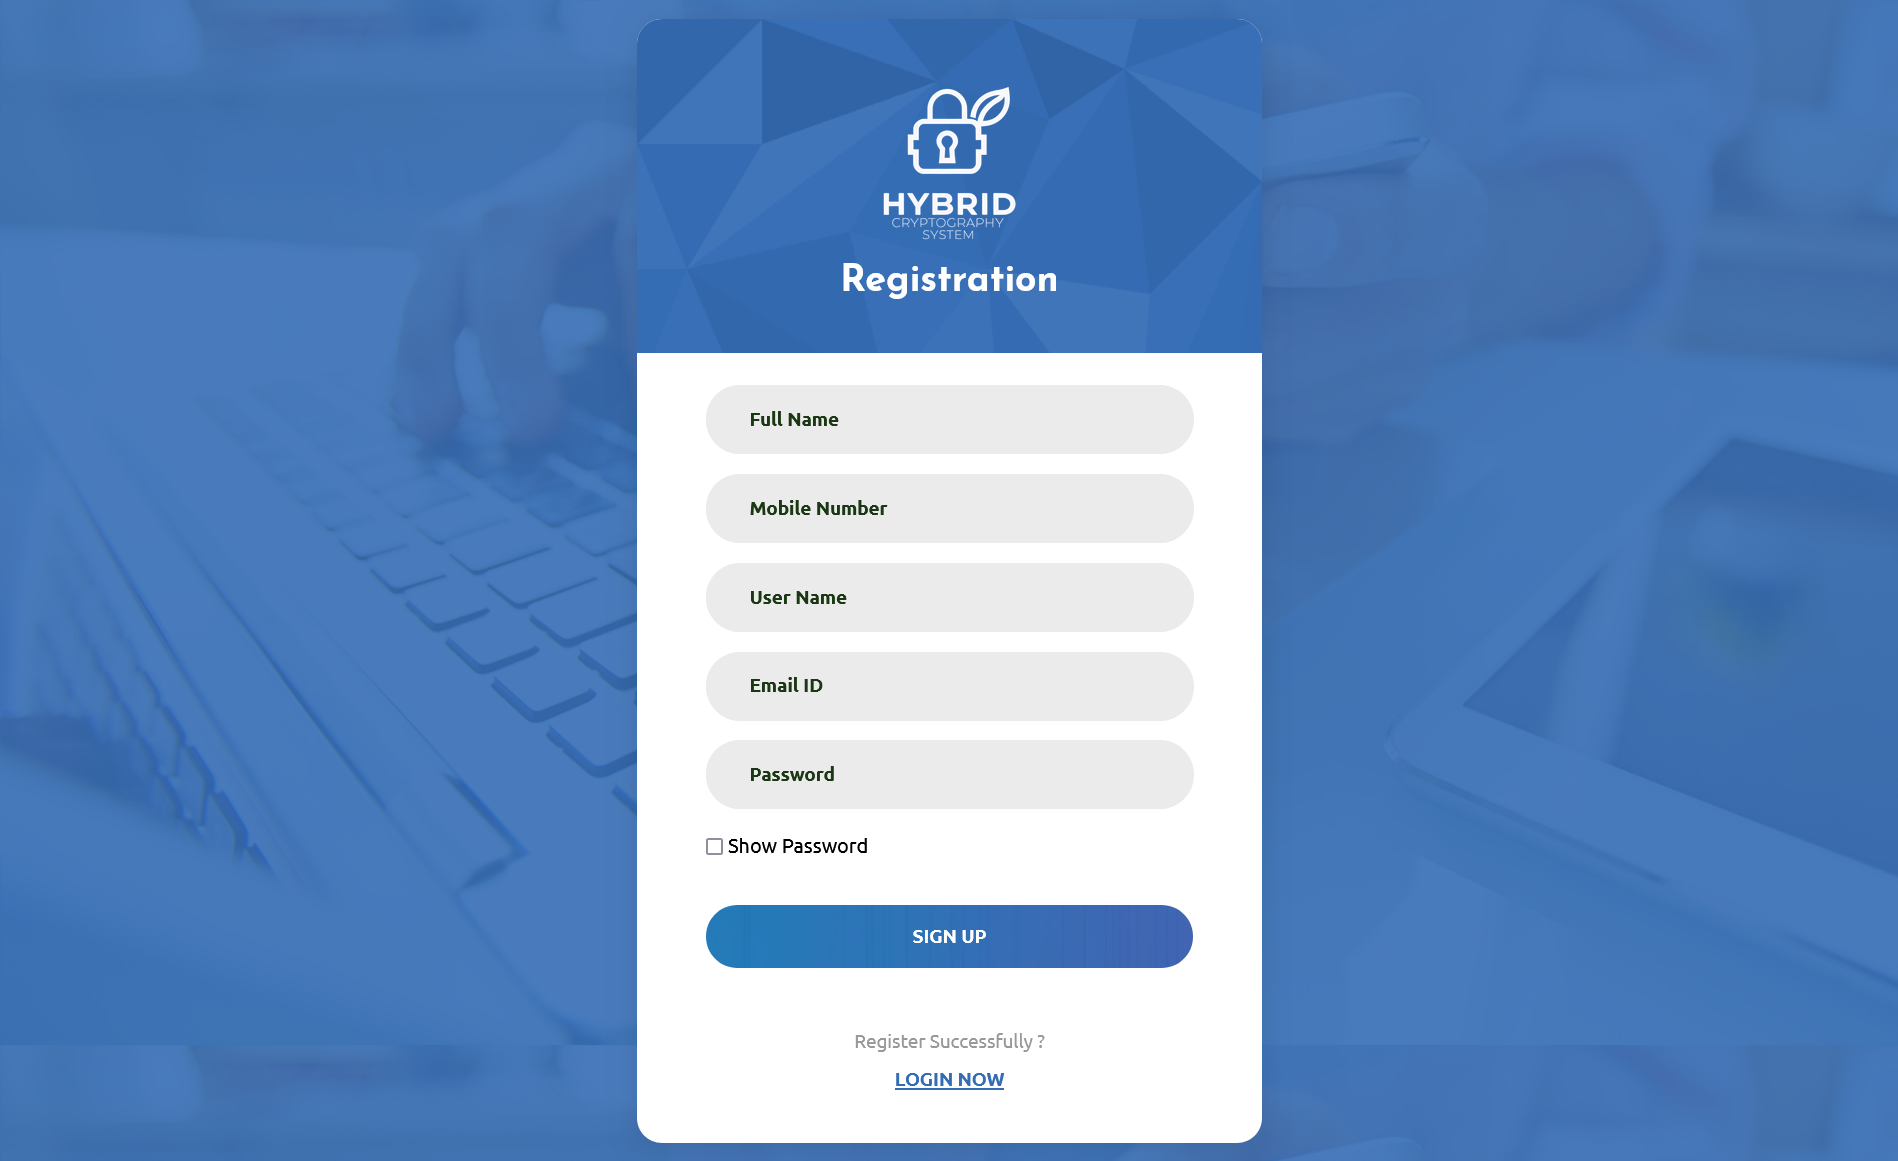 HYBRID
CRYPTOGRAPHY
SYSTEM
Registration
Full Name
Mobile Number
User Name
Email ID
Password
Show Password
SIGN UP
Register Successfully ?
LOGIN NOW